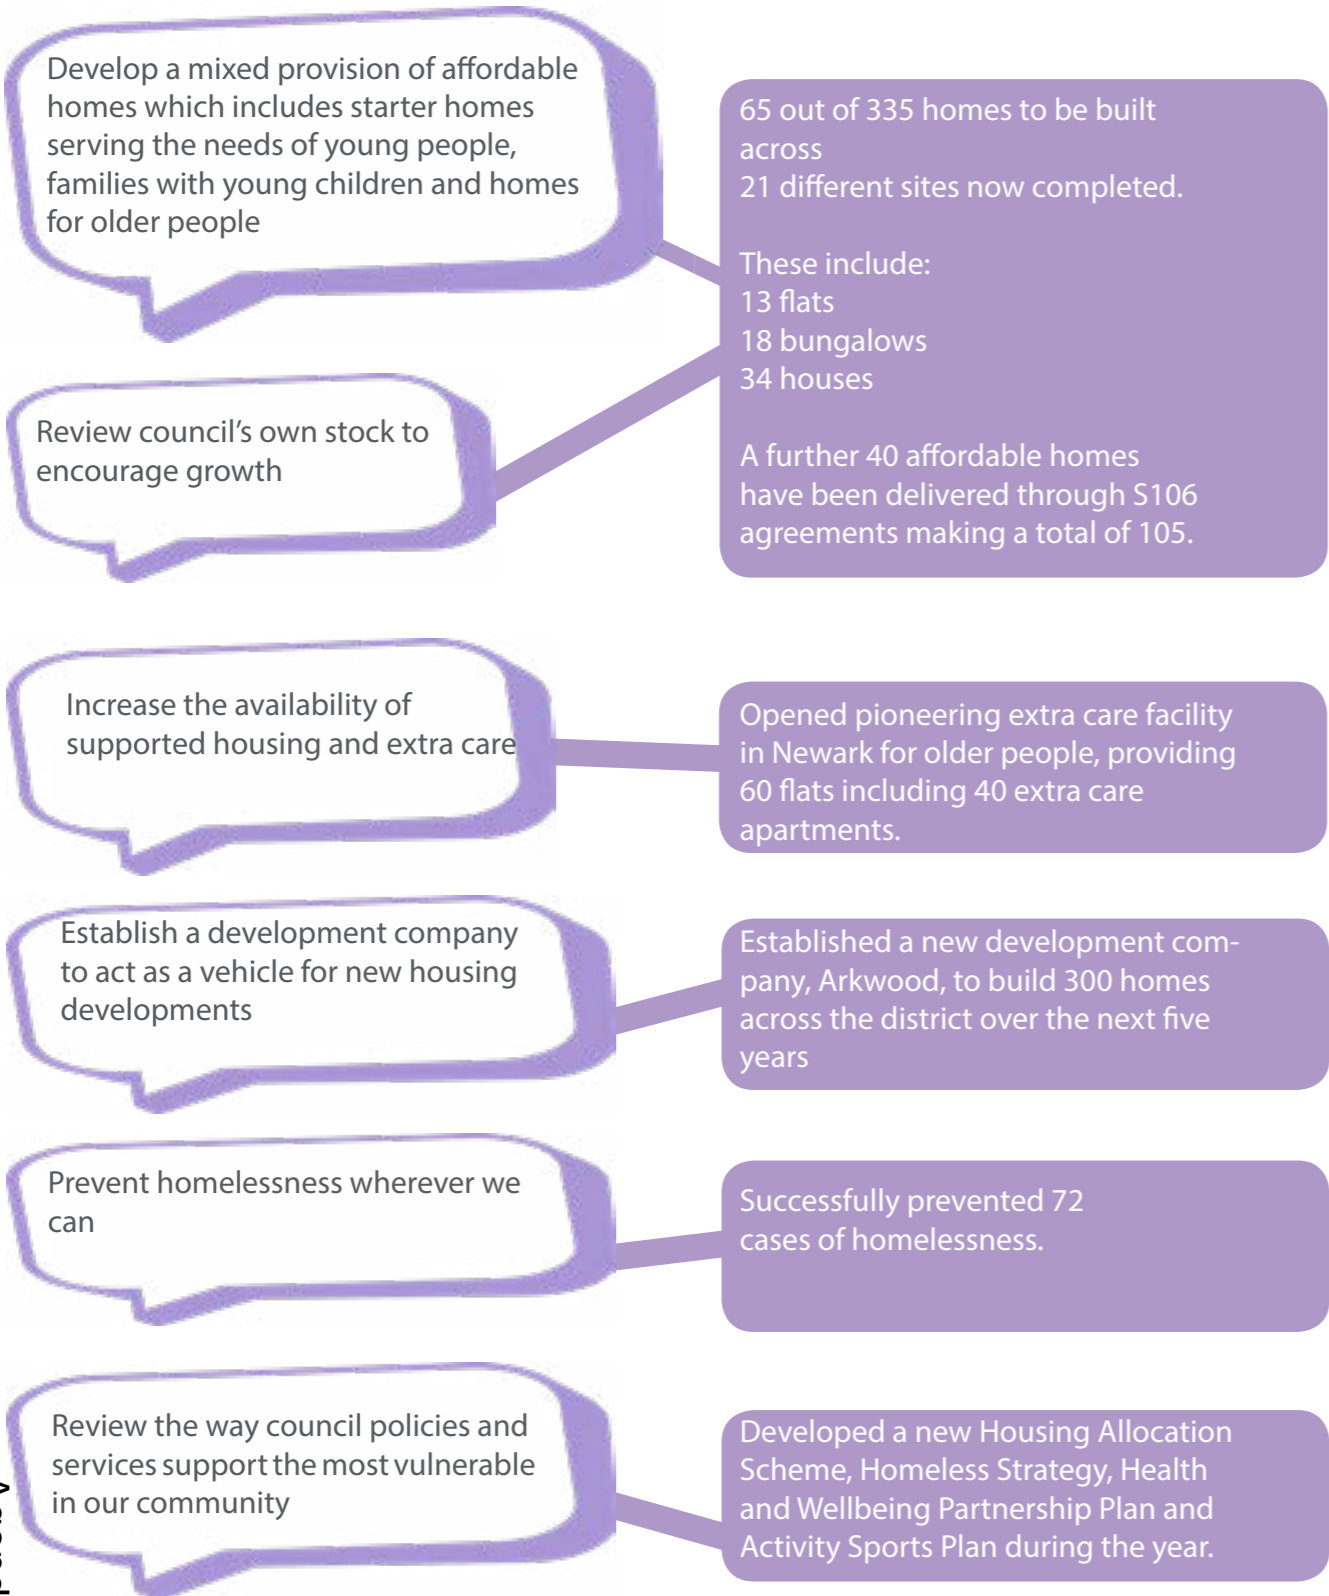 Develop a mixed provision of affordable
homes which includes starter homes
serving the needs of young people,
families with young children and homes
for older people
65 out of 335 homes to be built
across
21 different sites now completed.
These include:
13 flats
18 bungalows
34 houses
A further 40 affordable homes
have been delivered through S106
agreements making a total of 105.
Review council's own stock to
encourage growth
Increase the availability of
supported housing and extra care
Opened pioneering extra care facility
in Newark for older people, providing
60 flats including 40 extra care
apartments.
Establish a development company
to act as a vehicle for new housing
developments
Established a new development com-
pany, Arkwood, to build 300 homes
across the district over the next five
years
Prevent homelessness wherever we
can
Successfully prevented 72
cases of homelessness.
Review the way council policies and
services support the most vulnerable
in our community
Developed a new Housing Allocation
Scheme, Homeless Strategy, Health
and Wellbeing Partnership Plan and
Activity Sports Plan during the year.